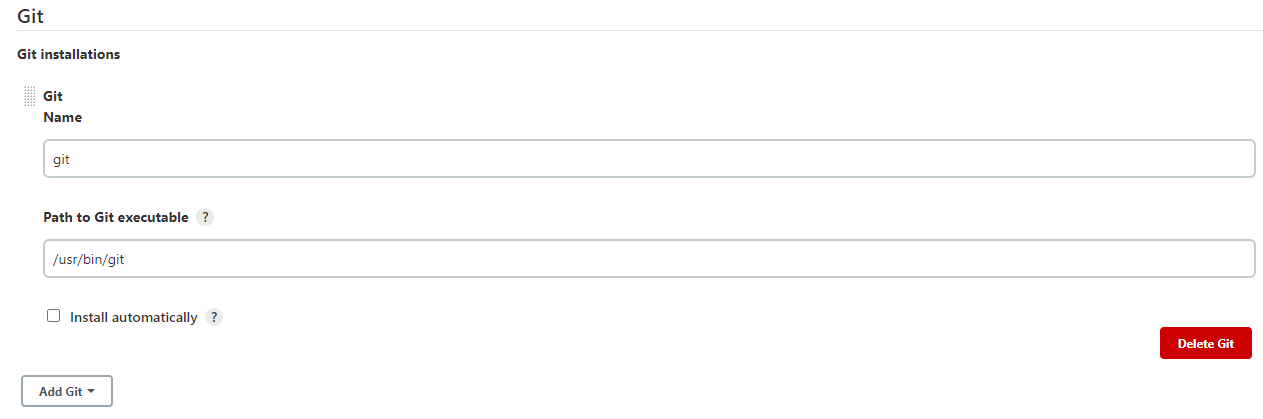 Git
Git installations
Git
Name
git
Path to Git executable ?
/usr/bin/git
Install automatically ?
Delete Git
Add Git